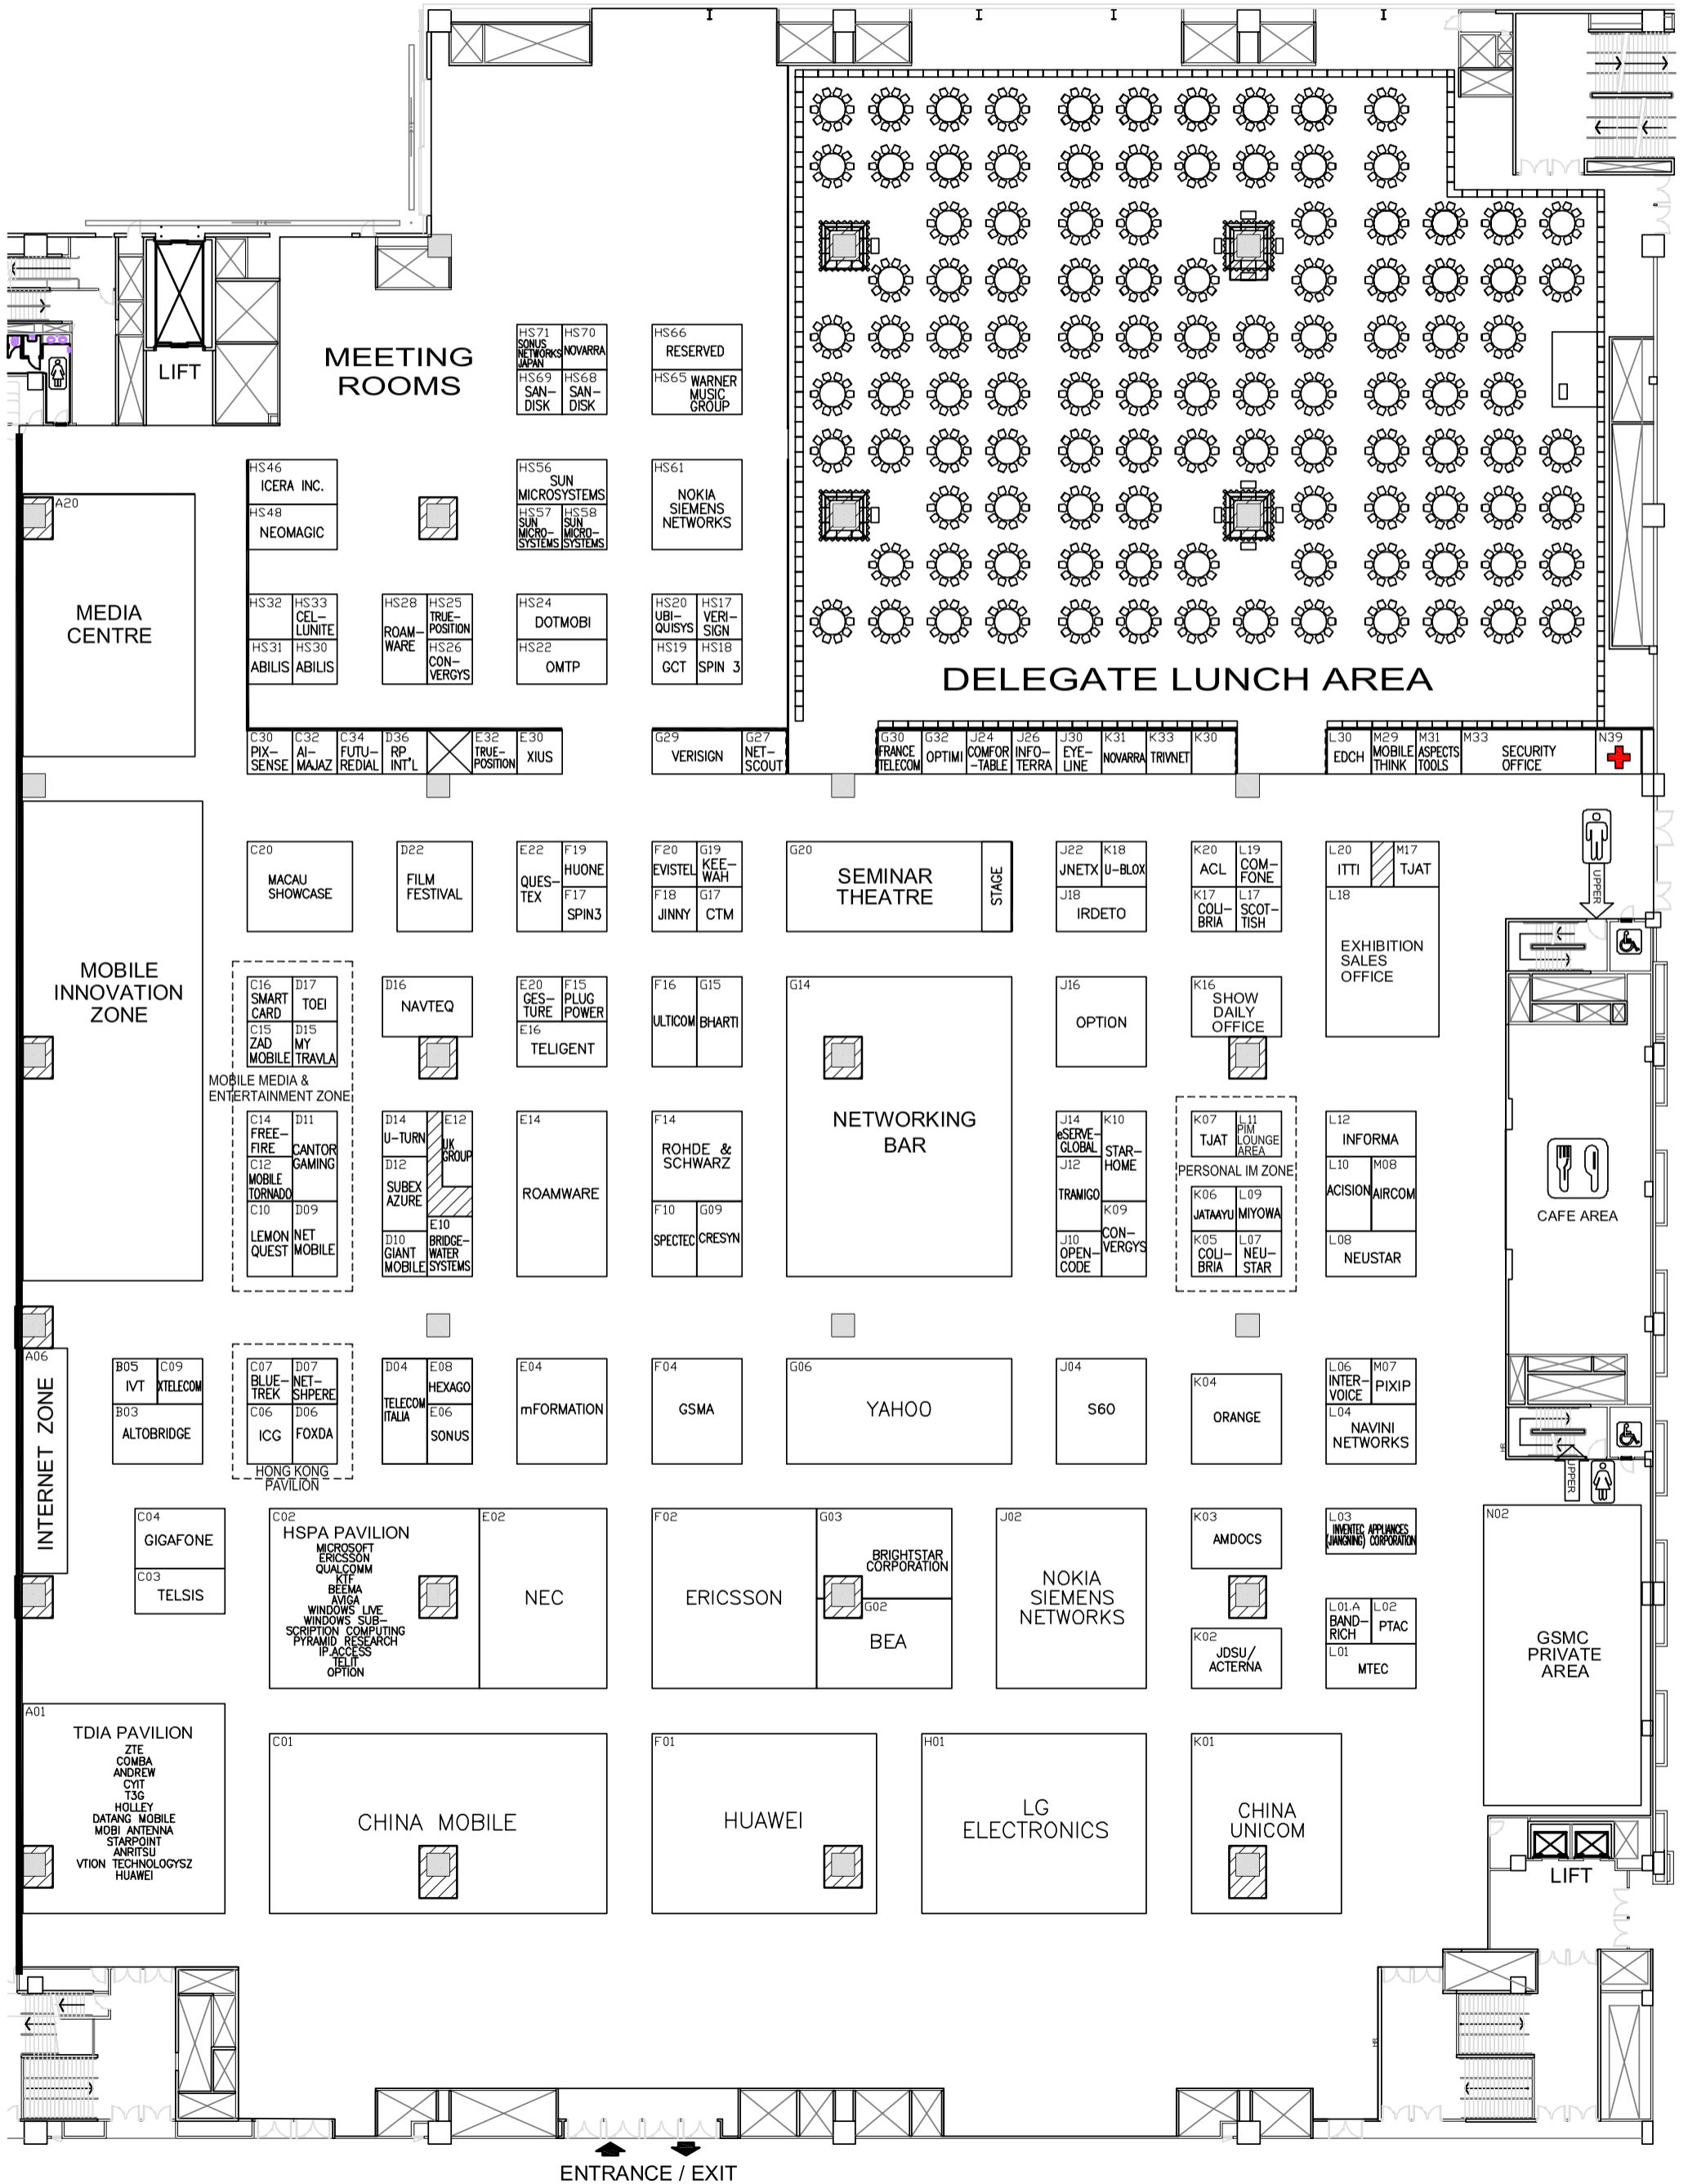 HS71
SONUS
NETWORKS
JAPAN
HS70
NOVARRA
HS66
RESERVED
MEETING
ROOMS
LIFT
HS69
SAN-
DISK
HS68
SAN-
DISK
HS65 WARNER
MUSIC
GROUP
HS46
ICERA INC.
HS56
SUN
MICROSYSTEMS
HS61
NOKIA
SIEMENS
NETWORKS
A20
MEDIA
CENTRE
HS48
NEOMAGIC
HS57
SUN
MICRO-
SYSTEMS
HS58
SUN
MICRO-
SYSTEMS
HS32
HS33
CEL-
LUNITE
HS28
ROAM-
WARE
HS25
TRUE-
POSITION
HS24
DOTMOBI
HS20
UBI-
QUISYS
HS17
VERI-
SIGN
HS31
ABILIS
HS30
ABILIS
HS26
CON-
VERGYS
HS22
OMTP
HS19
GCT
HS18
SPIN 3
DELEGATE LUNCH AREA
C30
PIX-
SENSE
C32
AI-
MAJAZ
C34
FUTU-
REDIAL
D36
RP
INT'L
E32
TRUE-
POSITION
E30
XIUS
G29
VERISIGN
G27
NET-
SCOUT
G30
FRANCE
TELECOM
G32
OPTIMI
J24
COMFOR
-TABLE
J26
INFO-
TERRA
J30
EYE-
LINE
K31
NOVARRA
K33
TRIVNET
K30
L30
EDCH
M29
MOBILE
THINK
M31
ASPECTS
TOOLS
M33
SECURITY
OFFICE
N39
MOBILE
INNOVATION
ZONE
C20
MACAU
SHOWCASE
D22
FILM
FESTIVAL
E22
QUES-
TEX
F19
HUONE
F17
SPIN3
F20
EVISTEL
G19
KEE-
WAH
F18
JINNY
G17
CTM
G20
SEMINAR
THEATRE
STAGE
J22
JNETX
K18
U-BLOX
J18
IRDETO
K20
ACL
L19
COM-
FONE
K17
COLI-
BRIA
L17
SCOT-
TISH
L20
ITTI
M17
TJAT
L18
EXHIBITION
SALES
OFFICE
UPPER
C16
SMART
CARD
D17
TOEI
C15
ZAD
MOBILE
D15
MY
TRAVLA
MOBILE MEDIA &
ENTERTAINMENT ZONE
D16
NAVTEQ
E20
GES-
TURE
F15
PLUG
POWER
E16
TELIGENT
F16
ULTICOM
G15
BHARTI
G14
NETWORKING
BAR
J16
OPTION
K16
SHOW
DAILY
OFFICE
C14
FREE-
FIRE
D11
CANTOR
GAMING
C12
MOBILE
TORNADO
C10
LEMON
QUEST
D09
NET
MOBILE
D14
U-TURN
E12
UK
GROUP
D12
SUBEX
AZURE
D10
GIANT
MOBILE
E10
BRIDGE-
WATER
SYSTEMS
E14
ROAMWARE
F14
ROHDE &
SCHWARZ
F10
SPECTEC
G09
CRESYN
J14
eSERVE-
GLOBAL
K10
STAR-
HOME
J12
TRAMIGO
K09
CON-
VERGYS
J10
OPEN-
CODE
K07
TJAT
L11
PIM
LOUNGE
AREA
PERSONAL IM ZONE
K06
JATAAYU
L09
MIYOWA
K05
COLI-
BRIA
L07
NEU-
STAR
L12
INFORMA
L10
ACISION
M08
AIRCOM
L08
NEUSTAR
CAFE AREA
A06
INTERNET ZONE
B05
IVT
C09
XTELECOM
B03
ALTOBRIDGE
C07
BLUE-
TREK
D07
NET-
SHPERE
C06
ICG
D06
FOXDA
HONG KONG
PAVILION
D04
TELECOM
ITALIA
E08
HEXAGO
E06
SONUS
E04
mFORMATION
F04
GSMA
G06
YAHOO
J04
S60
K04
ORANGE
L06
INTER-
VOICE
M07
PIXIP
L04
NAVINI
NETWORKS
HR
UPPER
C04
GIGAFONE
C03
TELSIS
C02
HSPA PAVILION
MICROSOFT
ERICSSON
QUALCOMM
KTF
BEEMA
AVIGA
WINDOWS LIVE
WINDOWS SUB-
SCRIPTION COMPUTING
PYRAMID RESEARCH
IP.ACCESS
TELIT
OPTION
E02
NEC
F02
ERICSSON
G03
BRIGHTSTAR
CORPORATION
G02
BEA
J02
NOKIA
SIEMENS
NETWORKS
K03
AMDOCS
K02
JDSU/
ACTERNA
L03
INVENTEC APPLIANCES
(JIANGNING) CORPORATION
L01.A
BAND-
RICH
L02
PTAC
L01
MTEC
N02
GSMC
PRIVATE
AREA
A01
TDIA PAVILION
ZTE
COMBA
ANDREW
CYIT
T3G
HOLLEY
DATANG MOBILE
MOBI ANTENNA
STARPOINT
ANRITSU
VTION TECHNOLOGYSZ
HUAWEI
C01
CHINA MOBILE
F01
HUAWEI
H01
LG
ELECTRONICS
K01
CHINA
UNICOM
LIFT
HR
ENTRANCE / EXIT